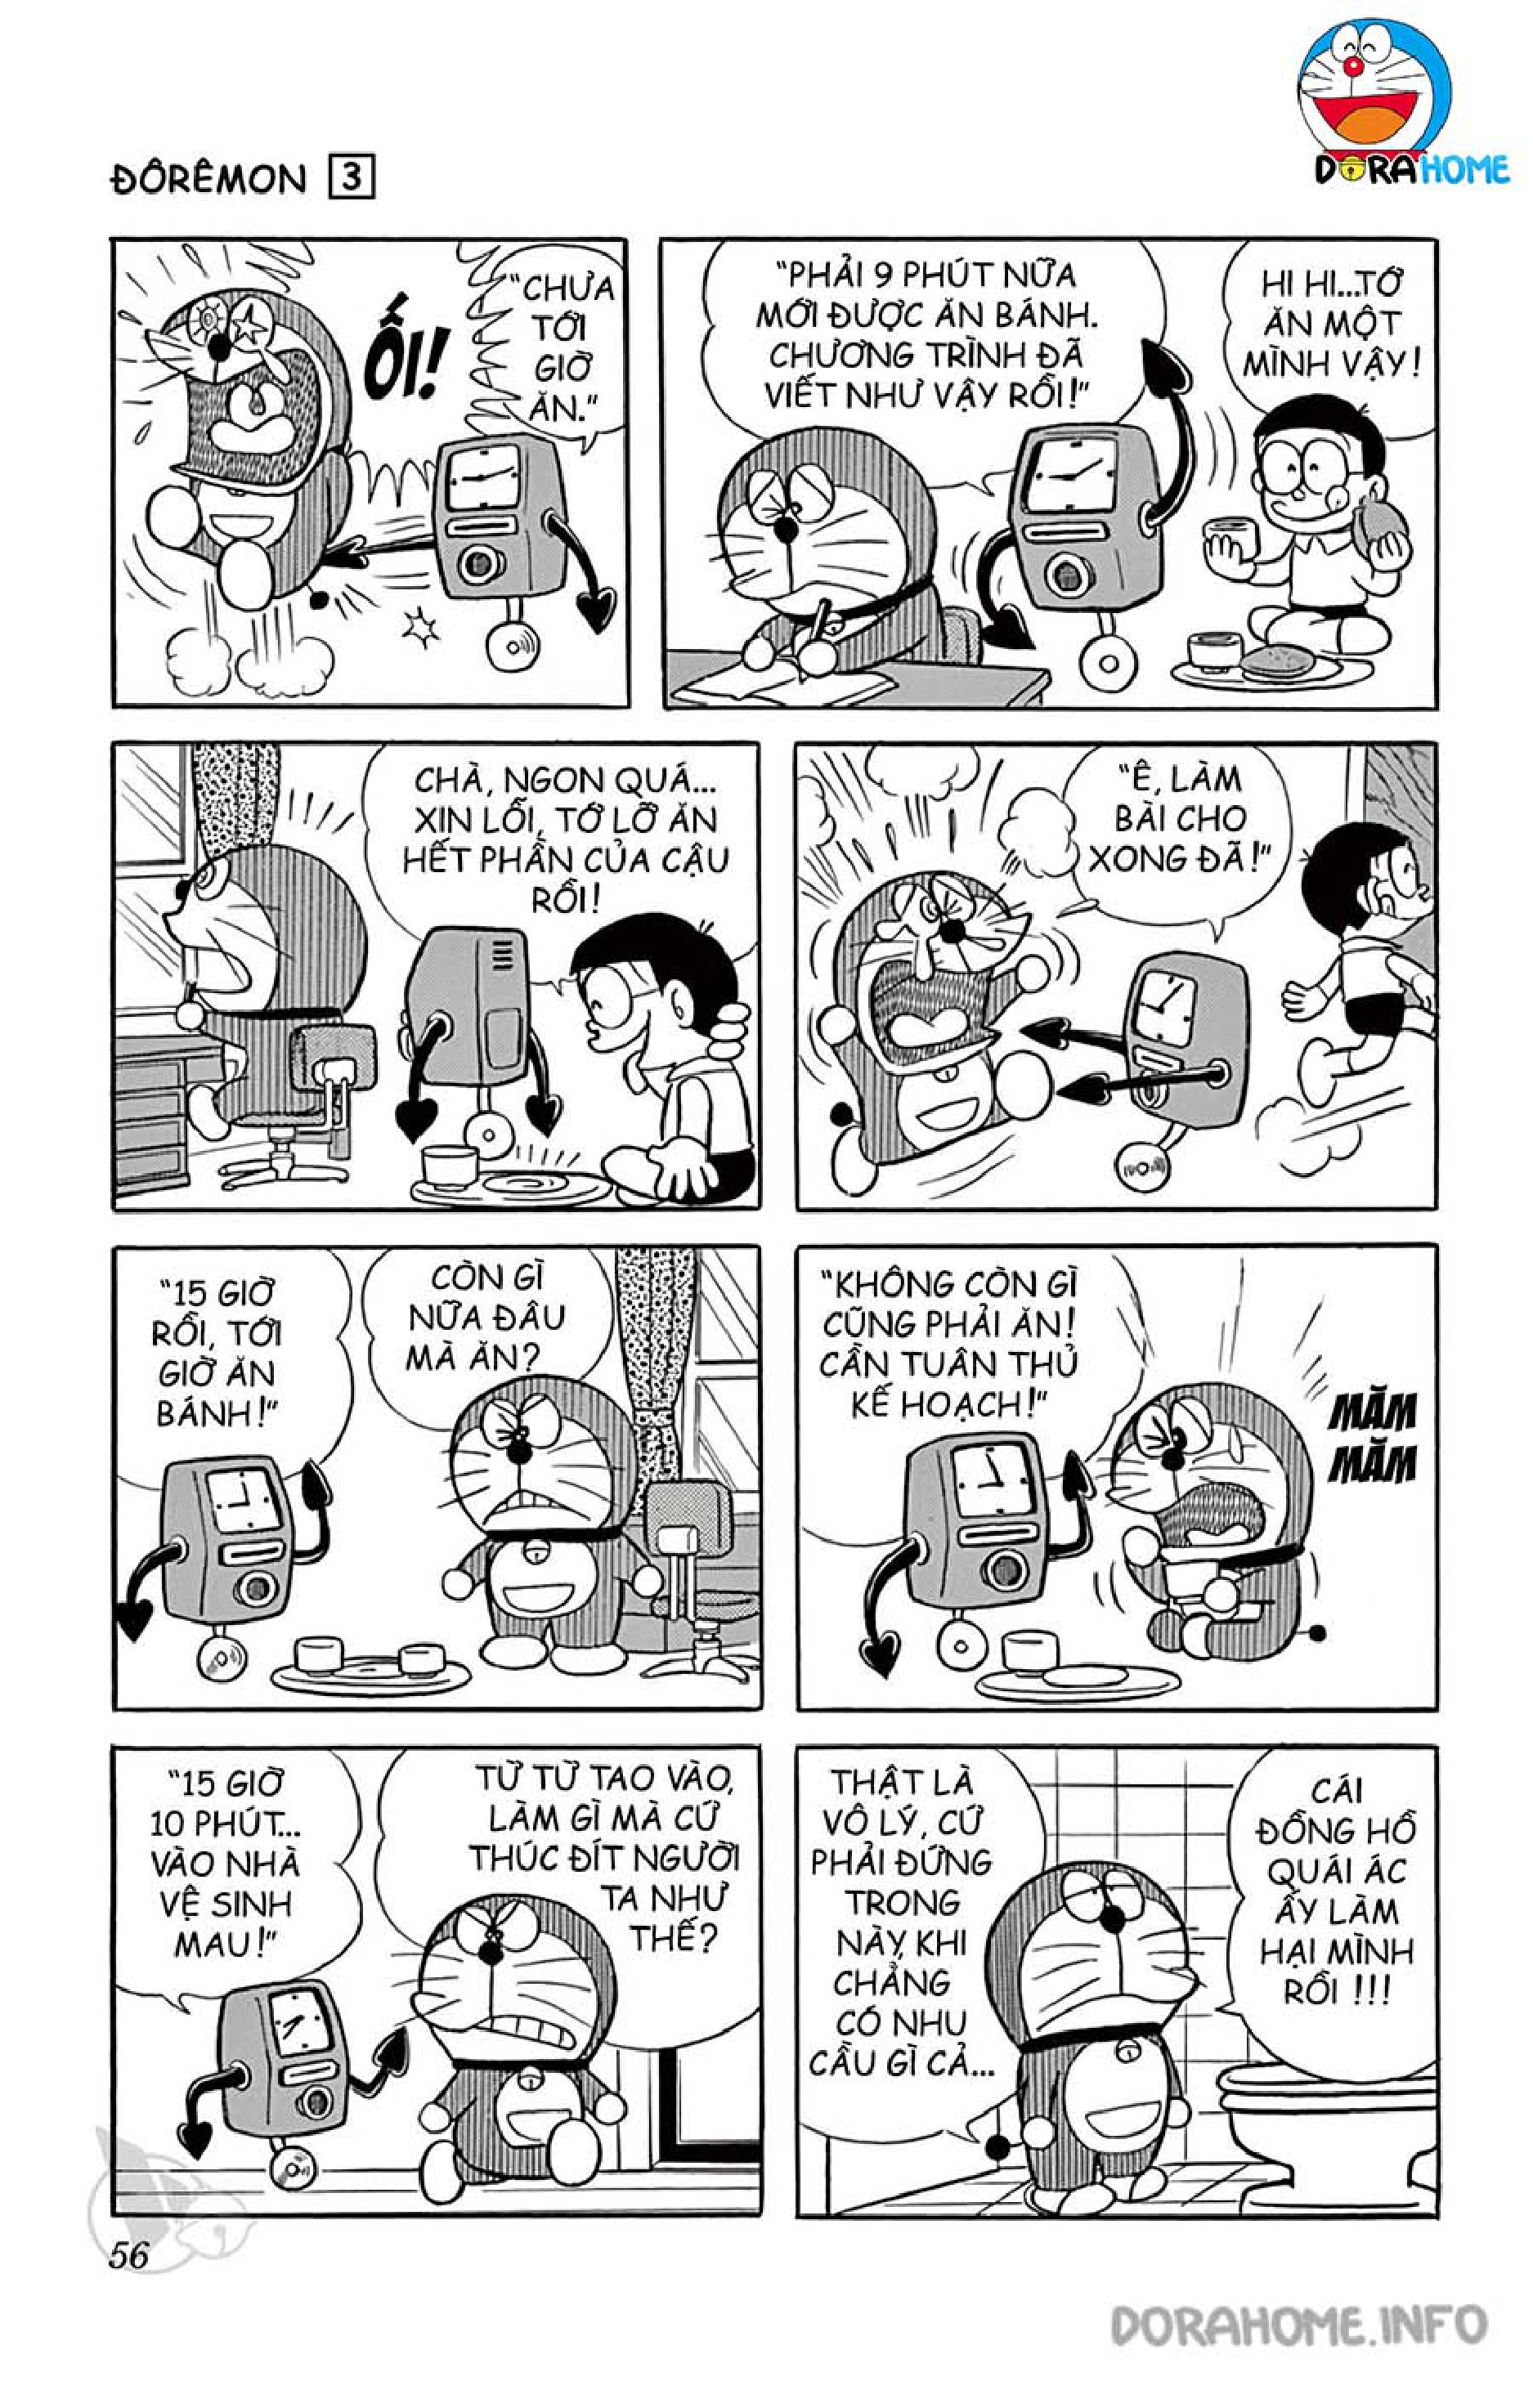 DORAHOME
ĐÔRÊMON 3
ỐI!
"CHƯA
TỚI
GIỜ
ĂN."
"PHẢI 9 PHÚT NỮA
MỚI ĐƯỢC ĂN BÁNH.
CHƯƠNG TRÌNH ĐÃ
VIẾT NHƯ VẬY RỒI!"
HI HI...TỚ
ĂN MỘT
MÌNH VẬY!
CHÀ, NGON QUÁ...
XIN LỖI, TỚ LỠ ĂN
HẾT PHẦN CỦA CẬU
RỒI!
"Ê, LÀM
BÀI CHO
XONG ĐÃ!"
"15 GIỜ
RỒI, TỚI
GIỜ ĂN
BÁNH!"
CÒN GÌ
NỮA ĐÂU
MÀ ĂN?
"KHÔNG CÒN GÌ
CŨNG PHẢI ĂN!
CẦN TUÂN THỦ
KẾ HOẠCH!"
MĂM
MĂM
"15 GIỜ
10 PHÚT...
VÀO NHÀ
VỆ SINH
MAU!"
TỪ TỪ TAO VÀO,
LÀM GÌ MÀ CỨ
THÚC ĐÍT NGƯỜI
TA NHƯ
THẾ?
THẬT LÀ
VÔ LÝ, CỨ
PHẢI ĐỨNG
TRONG
NÀY, KHI
CHẲNG
CÓ NHU
CẦU GÌ CẢ...
CÁI
ĐỒNG HỒ
QUÁI ÁC
ẤY LÀM
HẠI MÌNH
RỒI !!!
56
DORAHOME.INFO